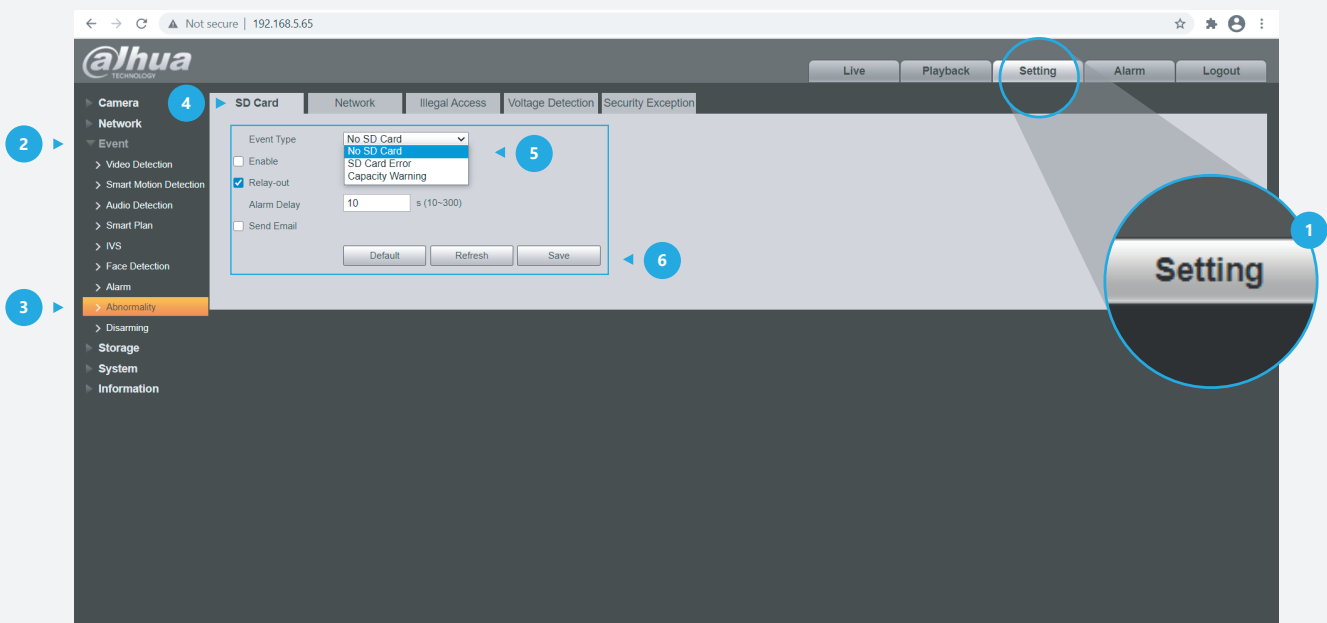 Not secure | 192.168.5.65
alhua
TECHNOLOGY
Live
Playback
Setting
Alarm
Logout
Camera
Network
Event
Video Detection
Smart Motion Detection
Audio Detection
Smart Plan
IVS
Face Detection
Alarm
Abnormality
Disarming
Storage
System
Information
2
3
4
SD Card
Network
Illegal Access
Voltage Detection
Security Exception
Event Type
No SD Card
No SD Card
SD Card Error
Capacity Warning
Enable
Relay-out
Alarm Delay
10
s (10~300)
Send Email
Default
Refresh
Save
5
6
1
Setting